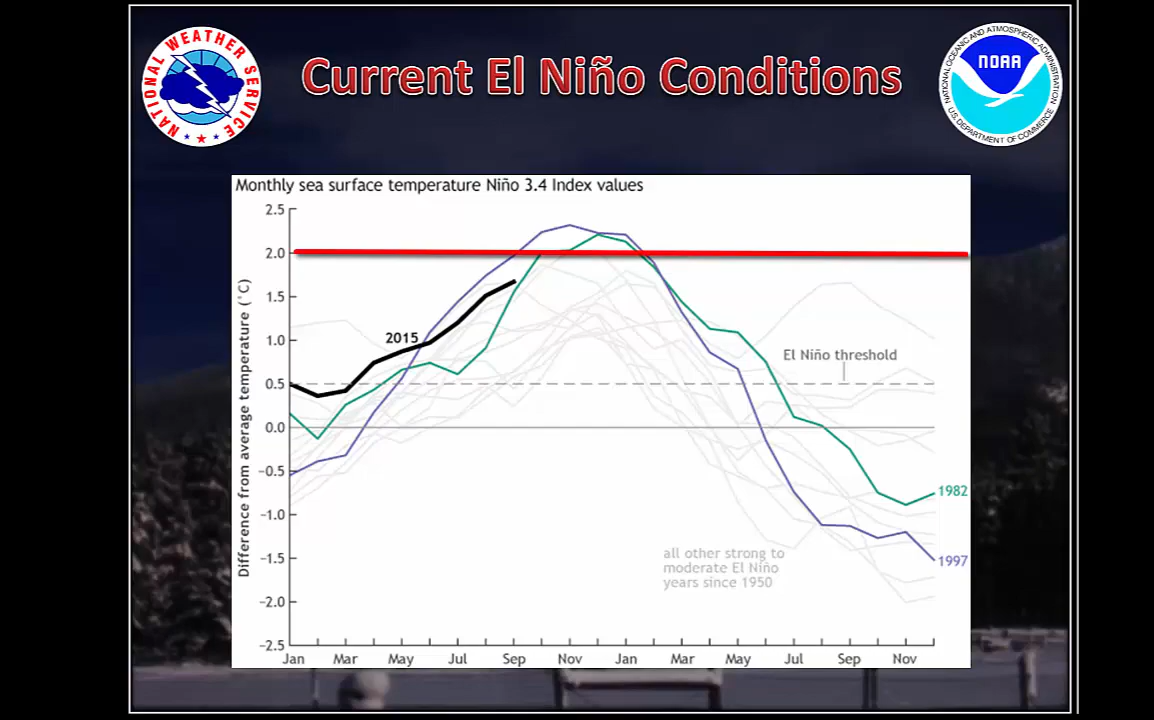 NATIONAL WEATHER SERVICE
Current El Niño Conditions
NATIONAL OCEANIC AND ATMOSPHERIC ADMINISTRATION
NOAA
U.S. DEPARTMENT OF COMMERCE
Monthly sea surface temperature Niño 3.4 Index values
Difference from average temperature (°C)
2.5
2.0
1.5
1.0
0.5
0.0
-0.5
-1.0
-1.5
-2.0
-2.5
2015
El Niño threshold
1982
1997
all other strong to
moderate El Niño
years since 1950
Jan Mar May Jul Sep Nov Jan Mar May Jul Sep Nov